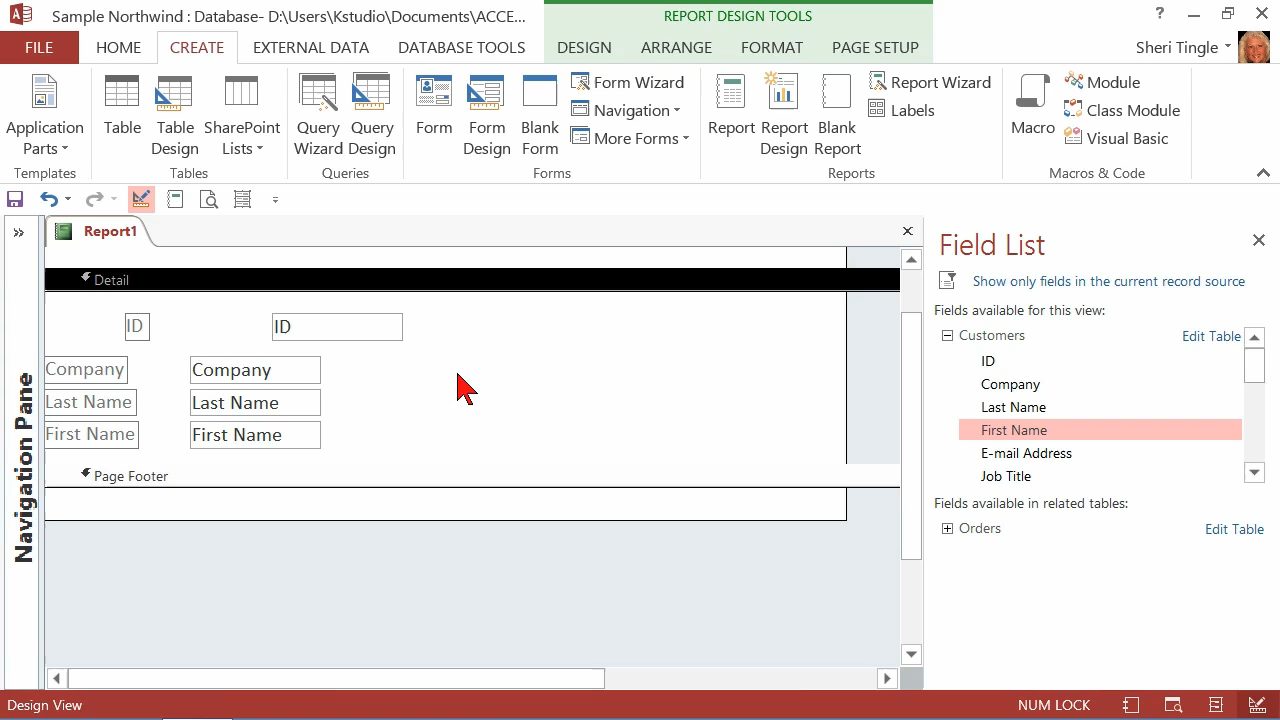 Sample Northwind : Database- D:\Users\Kstudio\Documents\ACCE...
REPORT DESIGN TOOLS
?
FILE HOME CREATE EXTERNAL DATA DATABASE TOOLS DESIGN ARRANGE FORMAT PAGE SETUP Sheri Tingle
Application Parts
Table
Table Design
SharePoint Lists
Query Wizard
Query Design
Form
Form Design
Blank Form
Form Wizard
Navigation
More Forms
Report
Report Design
Blank Report
Report Wizard
Labels
Macro
Module
Class Module
Visual Basic
Templates Tables Queries Forms Reports Macros & Code
Report1
Navigation Pane
Detail
ID ID
Company Company
Last Name Last Name
First Name First Name
Page Footer
Field List
Show only fields in the current record source
Fields available for this view:
Customers Edit Table
ID
Company
Last Name
First Name
E-mail Address
Job Title
Fields available in related tables:
Orders Edit Table
Design View NUM LOCK